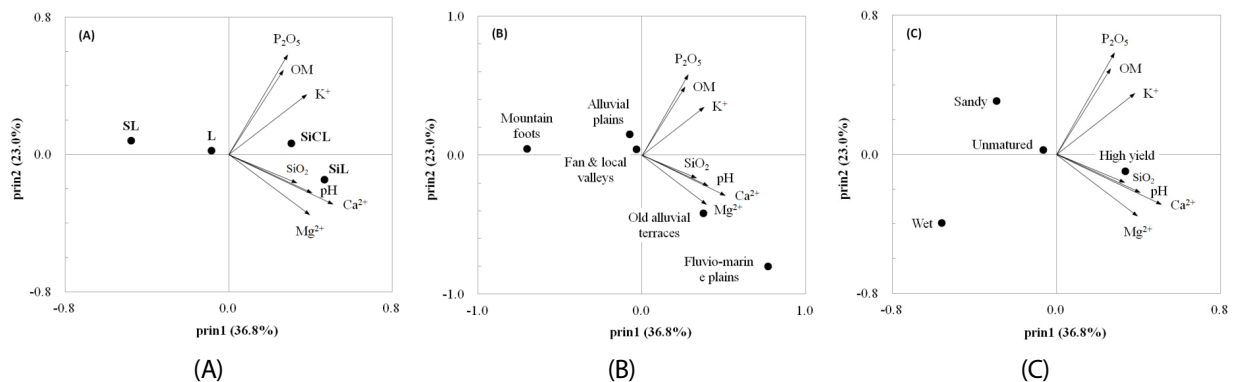 (A)
0.8
0.0
-0.8
prin2 (23.0%)
P₂O₅
OM
K⁺
SL
L
SiCL
SiL
SiO₂
pH
Ca²⁺
Mg²⁺
-0.8
0.0
0.8
prin1 (36.8%)
(A)
(B)
1.0
0.0
-1.0
prin2 (23.0%)
P₂O₅
OM
K⁺
Alluvial
plains
Mountain
foots
Fan & local
valleys
SiO₂
pH
Ca²⁺
Mg²⁺
Old alluvial
terraces
Fluvio-marin
e plains
-1.0
0.0
1.0
prin1 (36.8%)
(B)
(C)
0.8
0.0
-0.8
prin2 (23.0%)
P₂O₅
OM
K⁺
Sandy
Unmatured
High yield
SiO₂
pH
Ca²⁺
Mg²⁺
Wet
-0.8
0.0
0.8
prin1 (36.8%)
(C)